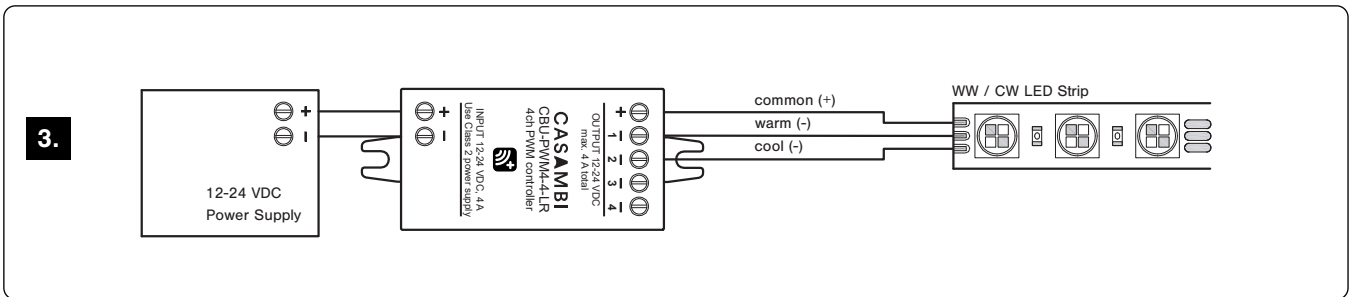 3.
+
-
12-24 VDC
Power Supply
+
-
INPUT 12-24 VDC, 4 A
Use Class 2 power supply
CASAMBI
CBU-PWM4-4-LR
4ch PWM controller
OUTPUT 12-24 VDC
max. 4 A total
+
1 -
2 -
3 -
4 -
common (+)
warm (-)
cool (-)
WW / CW LED Strip